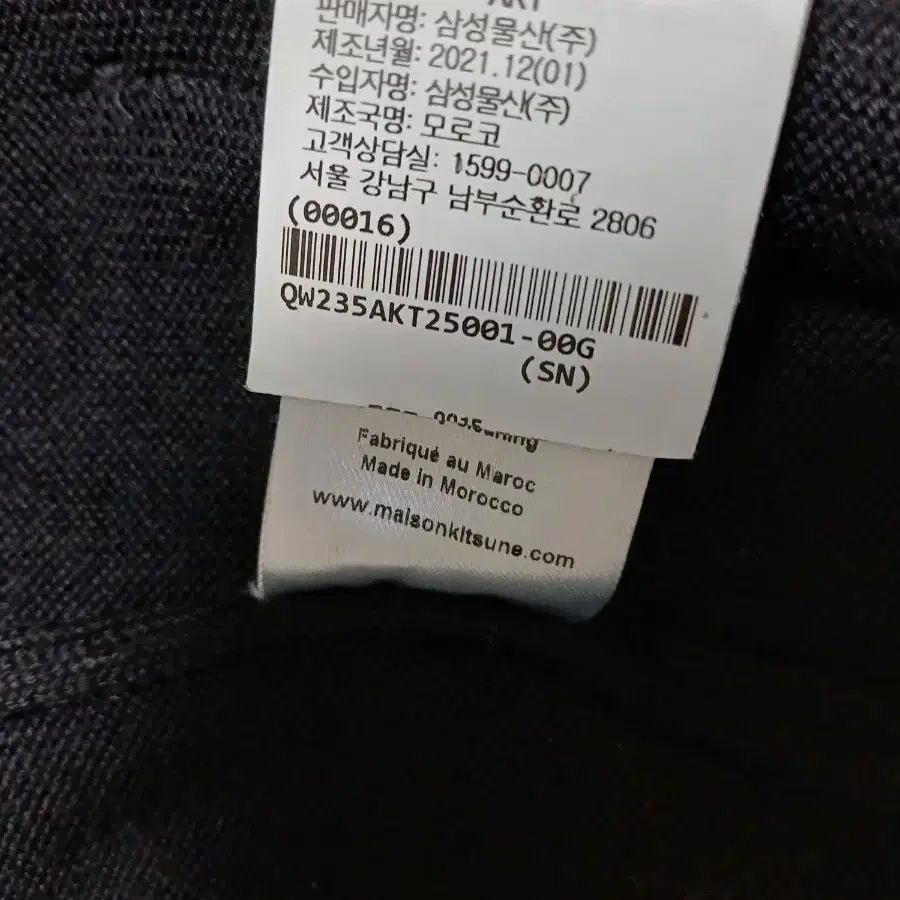 AKT
판매자명: 삼성물산(주)
제조년월: 2021.12(01)
수입자명: 삼성물산(주)
제조국명: 모로코
고객상담실: 1599-0007
서울 강남구 남부순환로 2806
(00016)
QW235AKT25001-00G
(SN)
Fabriqué au Maroc
Made in Morocco
www.maisonkitsune.com